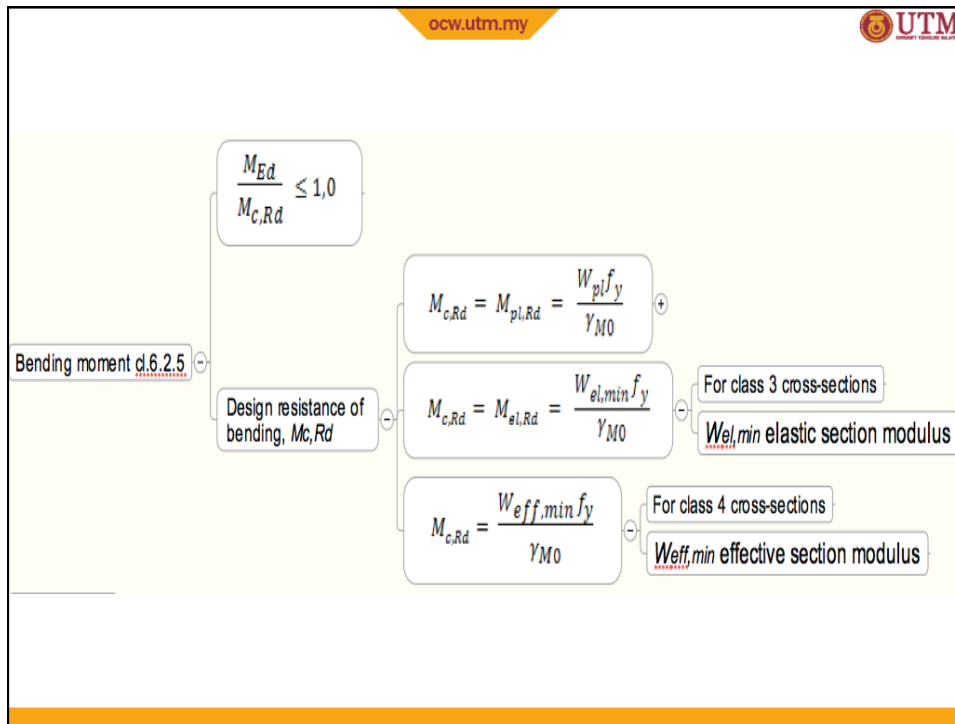 ocw.utm.my
UTM
UNIVERSITI TEKNOLOGI MALAYSIA
M_Ed / M_c,Rd ≤ 1,0
M_c,Rd = M_pl,Rd = W_pl f_y / γ_M0
+
Bending moment cl.6.2.5
−
Design resistance of
bending, Mc,Rd
−
M_c,Rd = M_el,Rd = W_el,min f_y / γ_M0
−
For class 3 cross-sections
Wel,min elastic section modulus
M_c,Rd = W_eff,min f_y / γ_M0
−
For class 4 cross-sections
Weff,min effective section modulus